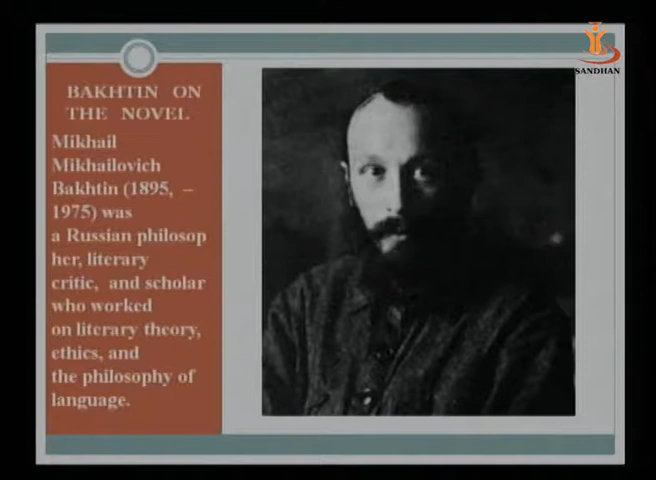 SANDHAN
BAKHTIN ON
THE NOVEL
Mikhail
Mikhailovich
Bakhtin (1895, –
1975) was
a Russian philosop
her, literary
critic, and scholar
who worked
on literary theory,
ethics, and
the philosophy of
language.